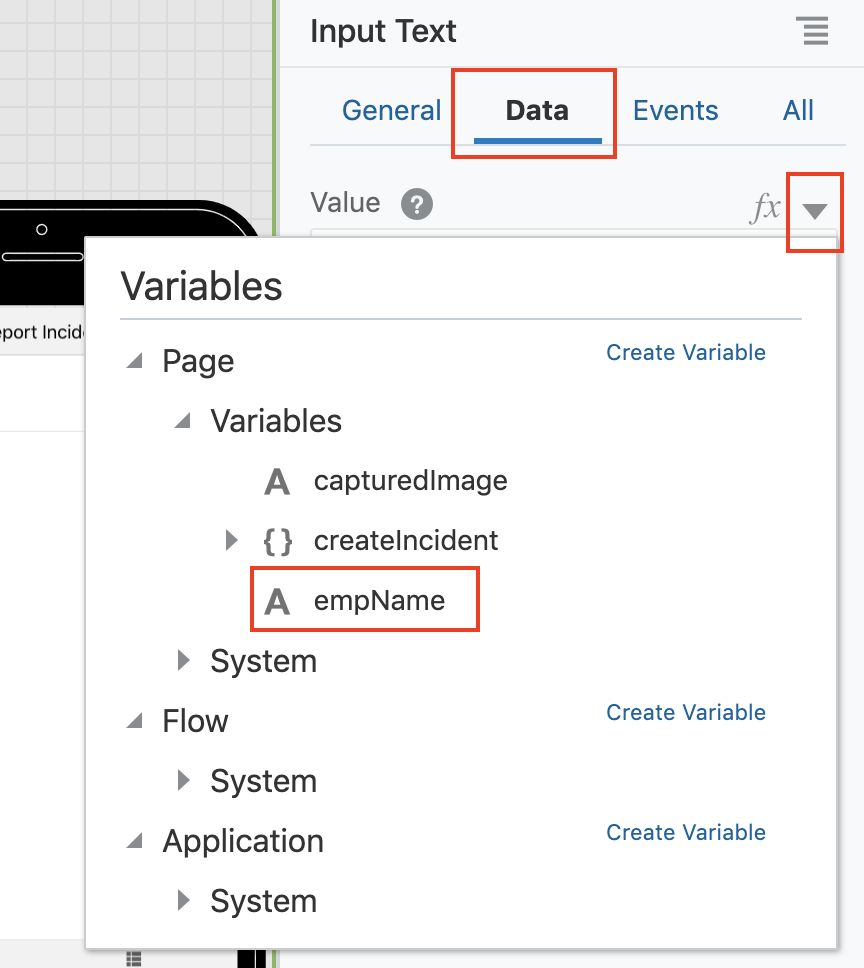 Input Text
General Data Events All
Value ? fx
Variables
eport Incid
Page Create Variable
Variables
A capturedImage
{ } createIncident
A empName
System
Flow Create Variable
System
Application Create Variable
System